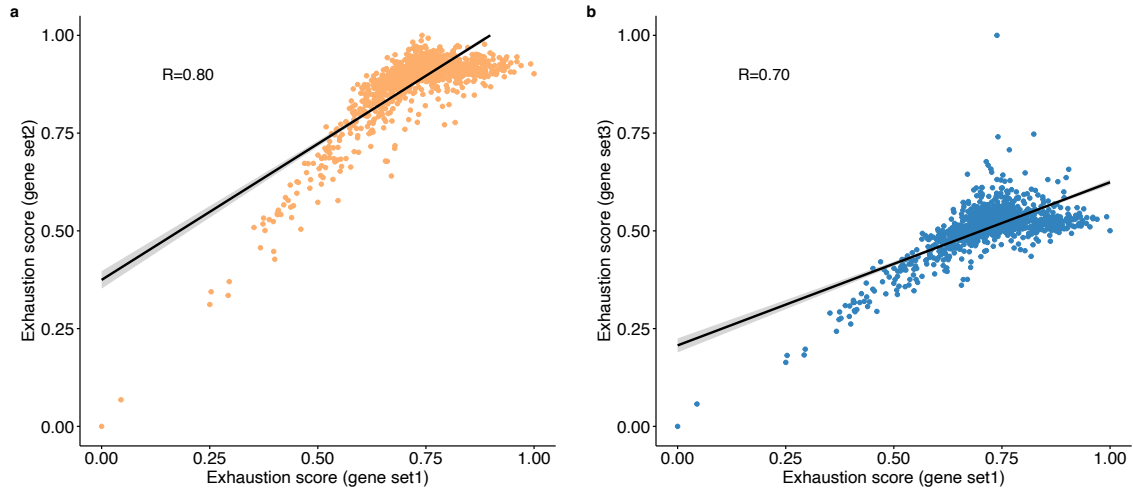 a
R=0.80
Exhaustion score (gene set2)
1.00
0.75
0.50
0.25
0.00
0.00 0.25 0.50 0.75 1.00
Exhaustion score (gene set1)
b
R=0.70
Exhaustion score (gene set3)
1.00
0.75
0.50
0.25
0.00
0.00 0.25 0.50 0.75 1.00
Exhaustion score (gene set1)